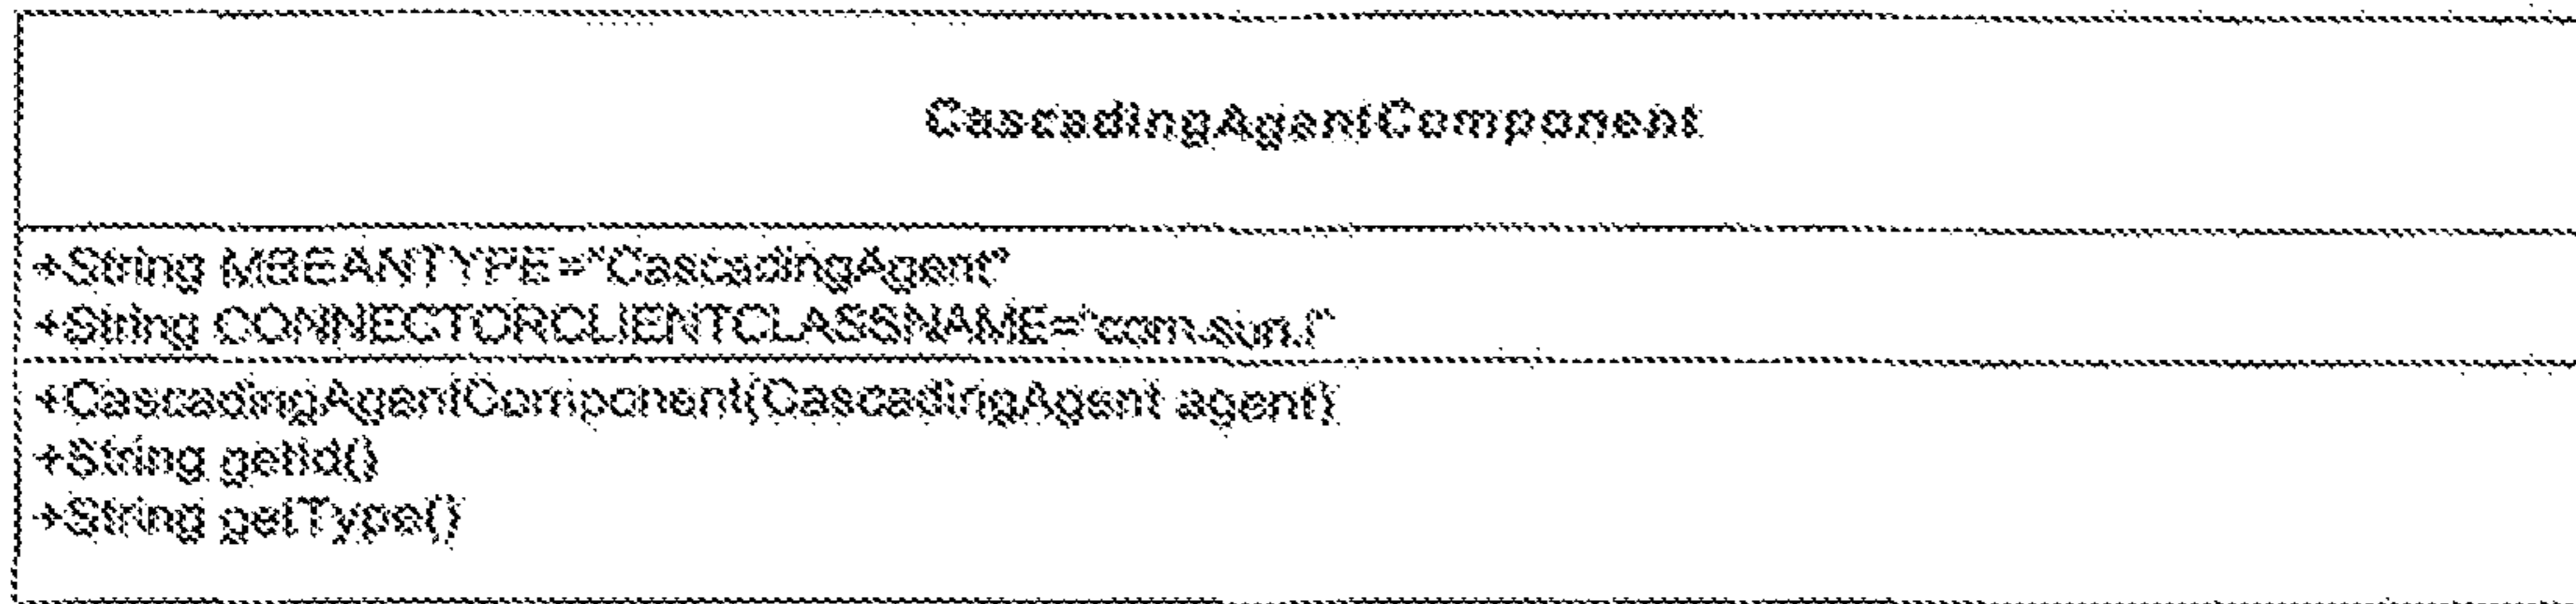 CascadingAgentComponent
+String MBEANTYPE="CascadingAgent"
+String CONNECTORCLIENTCLASSNAME="com.sun./"
+CascadingAgentComponent(CascadingAgent agent)
+String getId()
+String getType()